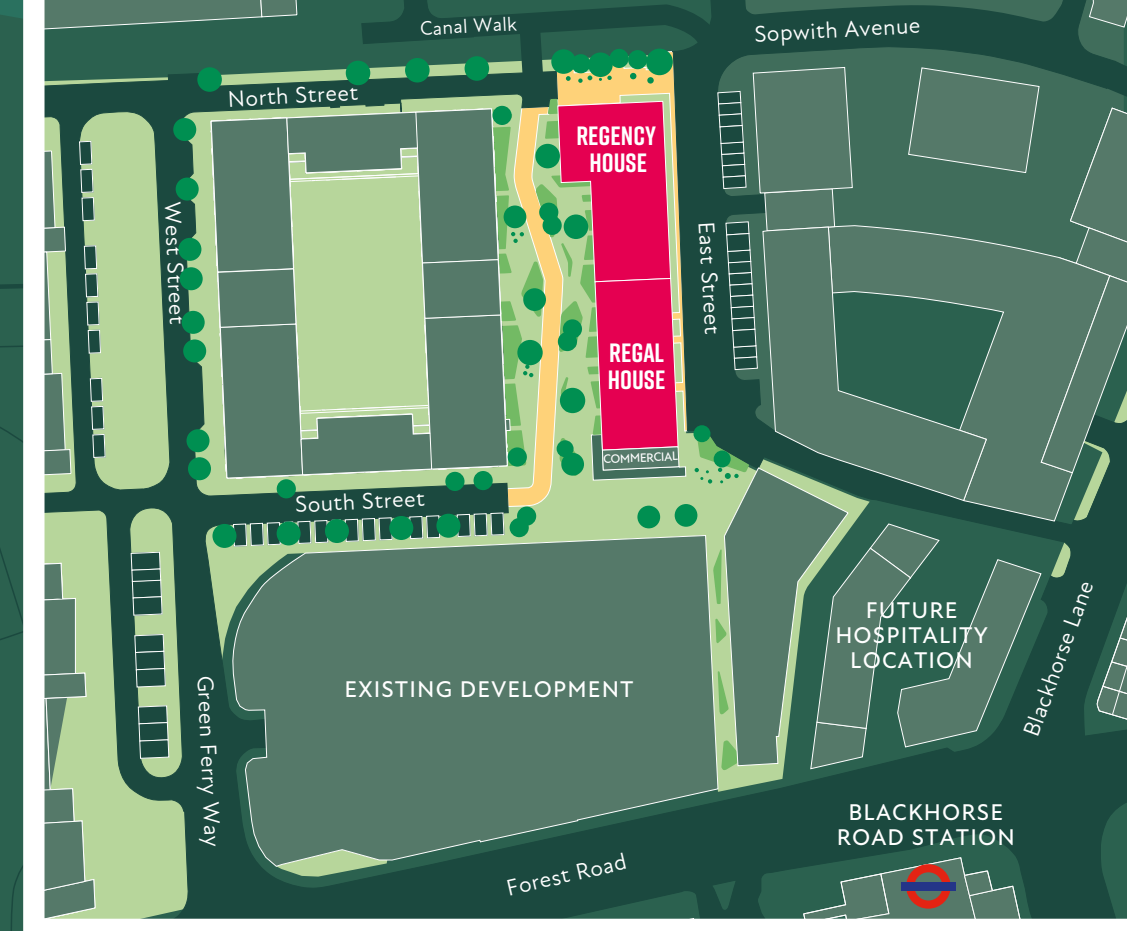 Canal Walk
Sopwith Avenue
North Street
REGENCY
HOUSE
West Street
East Street
REGAL
HOUSE
COMMERCIAL
South Street
FUTURE
HOSPITALITY
LOCATION
Blackhorse Lane
EXISTING DEVELOPMENT
Green Ferry Way
BLACKHORSE
ROAD STATION
Forest Road